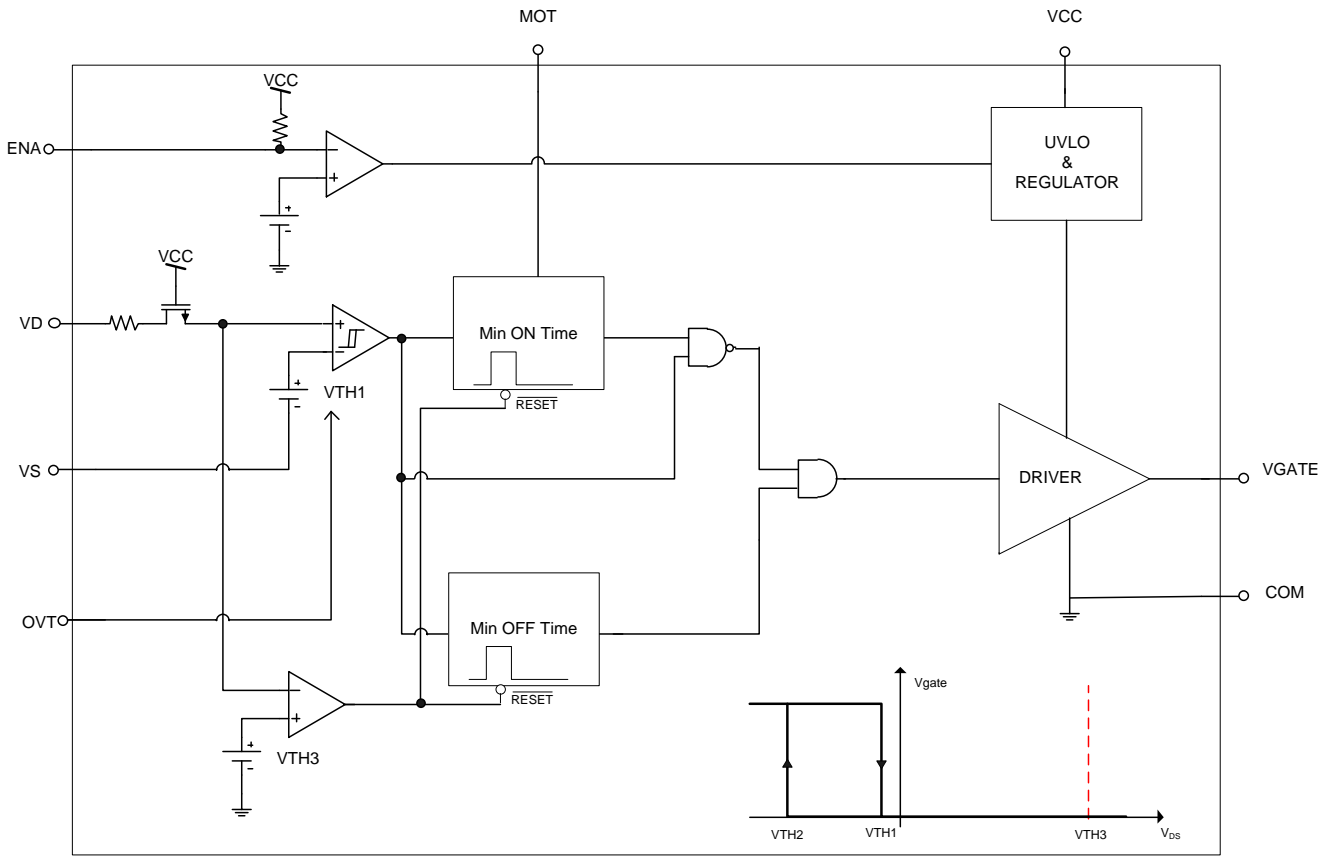 MOT
VCC
VCC
ENA
−
+
+
-
UVLO
&
REGULATOR
VCC
VD
+
−
+
-
VTH1
Min ON Time
RESET
VS
DRIVER
VGATE
OVT
COM
Min OFF Time
RESET
−
+
+
-
VTH3
Vgate
VTH2
VTH1
VTH3
VDS